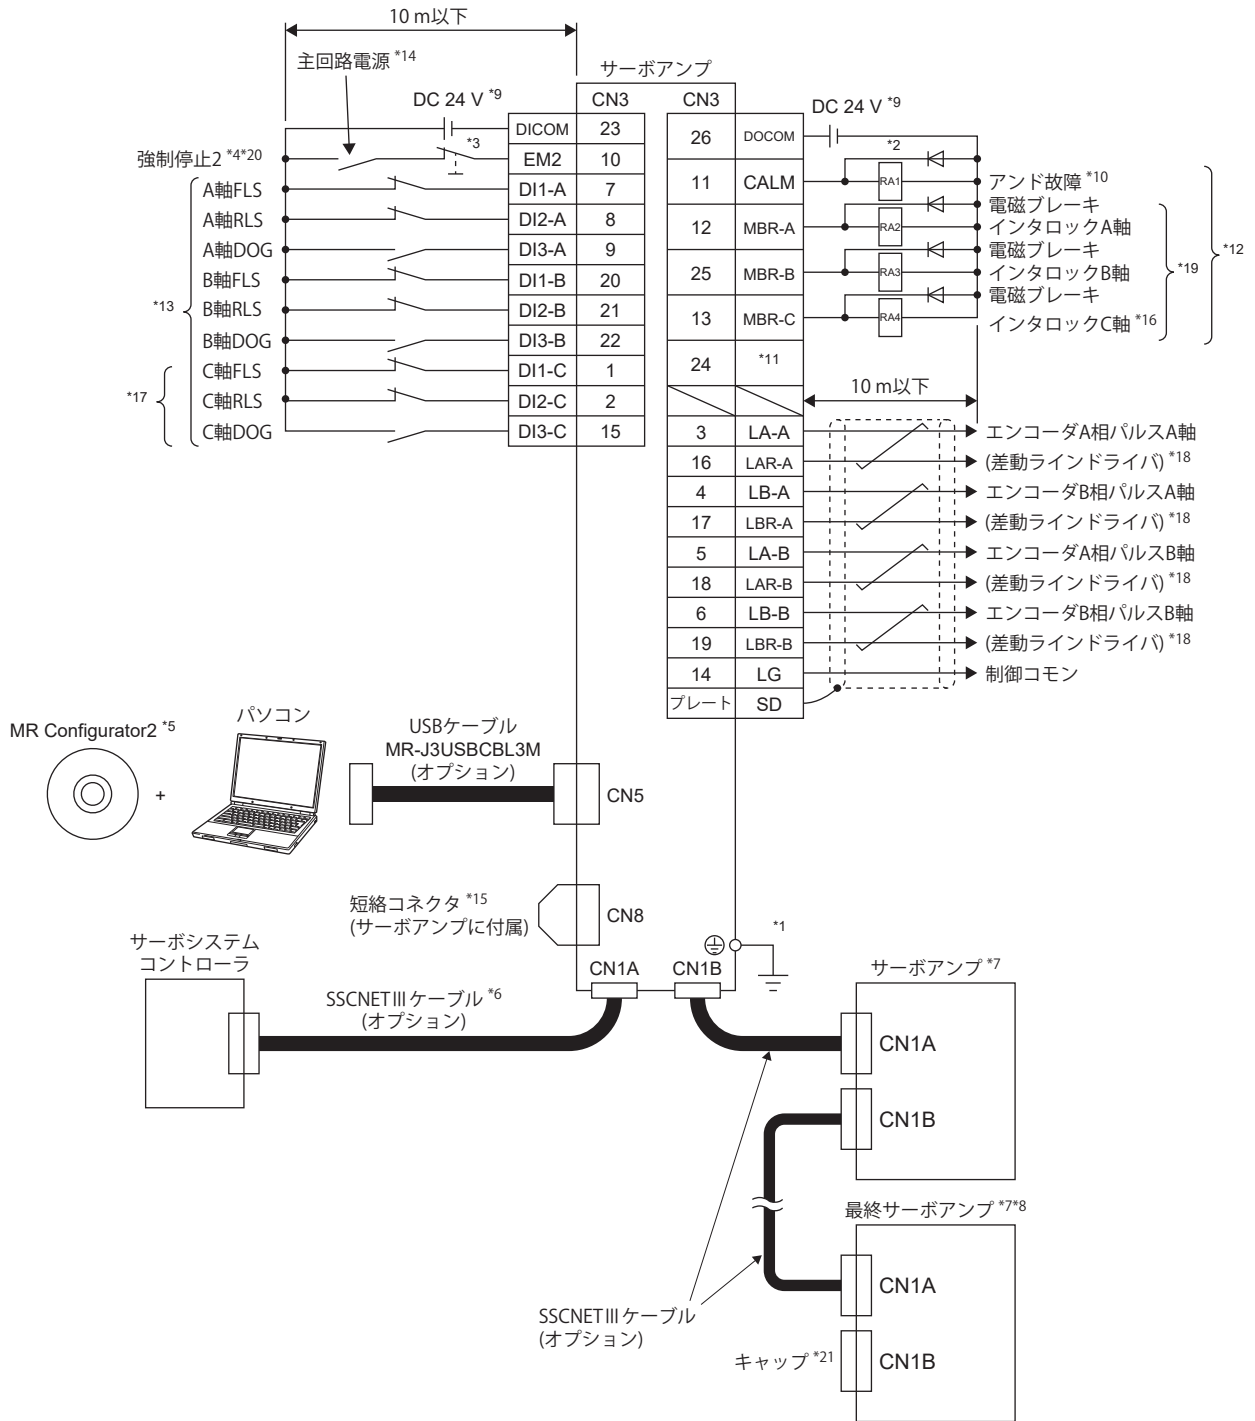 10 m以下
主回路電源 *14
サーボアンプ
DC 24 V *9
CN3
CN3
DC 24 V *9
DICOM 23
強制停止2 *4*20
*3
EM2 10
A軸FLS
DI1-A 7
A軸RLS
DI2-A 8
A軸DOG
DI3-A 9
B軸FLS
DI1-B 20
*13
B軸RLS
DI2-B 21
B軸DOG
DI3-B 22
C軸FLS
DI1-C 1
*17
C軸RLS
DI2-C 2
C軸DOG
DI3-C 15
26 DOCOM
*2
11 CALM
RA1
アンド故障 *10
12 MBR-A
RA2
電磁ブレーキ
インタロックA軸
25 MBR-B
RA3
電磁ブレーキ
インタロックB軸
13 MBR-C
RA4
電磁ブレーキ
インタロックC軸 *16
*19
*12
24 *11
10 m以下
3 LA-A
エンコーダA相パルスA軸
16 LAR-A
(差動ラインドライバ) *18
4 LB-A
エンコーダB相パルスA軸
17 LBR-A
(差動ラインドライバ) *18
5 LA-B
エンコーダA相パルスB軸
18 LAR-B
(差動ラインドライバ) *18
6 LB-B
エンコーダB相パルスB軸
19 LBR-B
(差動ラインドライバ) *18
14 LG
制御コモン
プレート SD
MR Configurator2 *5
+
パソコン
USBケーブル
MR-J3USBCBL3M
(オプション)
CN5
短絡コネクタ *15
(サーボアンプに付属)
CN8
*1
サーボシステム
コントローラ
CN1A
CN1B
SSCNETⅢケーブル *6
(オプション)
サーボアンプ *7
CN1A
CN1B
最終サーボアンプ *7*8
CN1A
SSCNETⅢケーブル
(オプション)
キャップ *21
CN1B